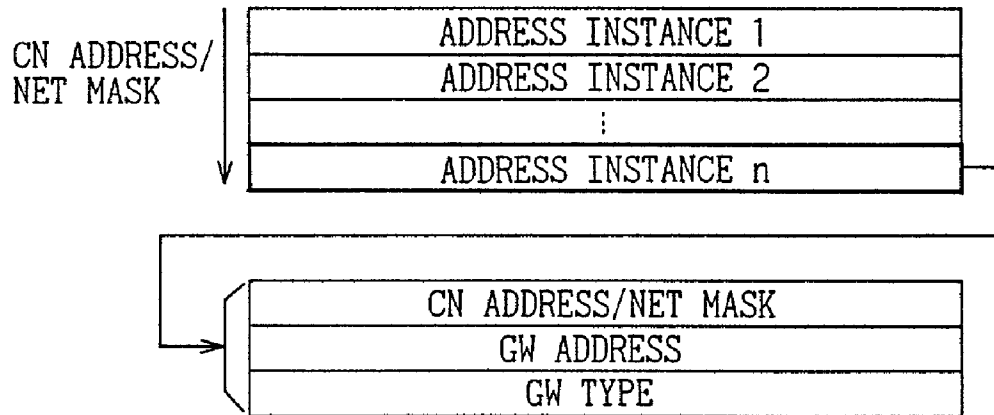 CN ADDRESS/
NET MASK
ADDRESS INSTANCE 1
ADDRESS INSTANCE 2
⋮
ADDRESS INSTANCE n
CN ADDRESS/NET MASK
GW ADDRESS
GW TYPE